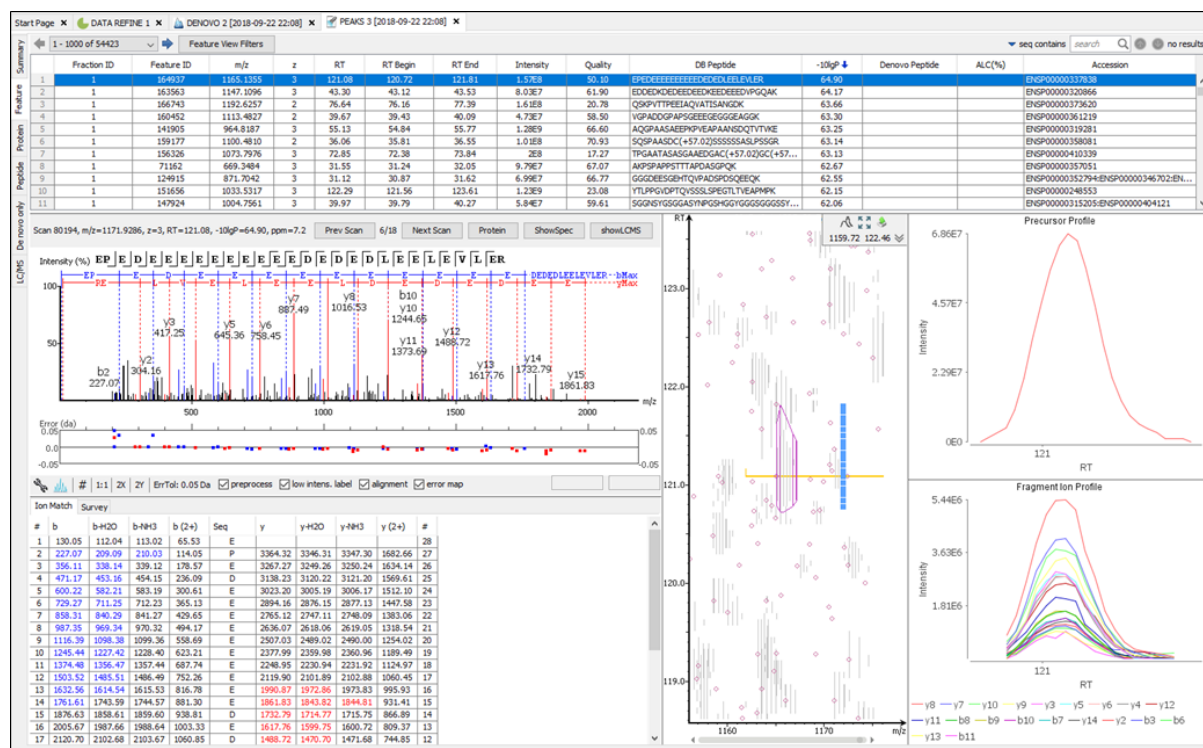 Start Page × DATA REFINE 1 × DENOVO 2 [2018-09-22 22:08] × PEAKS 3 [2018-09-22 22:08] ×
1 - 1000 of 54423 Feature View Filters seq contains search no results
Summary
Feature
Protein
Peptide
De novo only
LC/MS
Fraction ID Feature ID m/z z RT RT Begin RT End Intensity Quality DB Peptide -10lgP Denovo Peptide ALC(%) Accession
1 1 164937 1165.1355 3 121.08 120.72 121.81 1.57E8 50.10 EPEDEEEEEEEEEEDEDEDLEELEVLER 64.90 ENSP00000337838
2 1 163563 1147.1096 3 43.30 43.12 43.53 8.03E7 61.90 EDDEDKDEDEEDEEDKEEDEEEDVPGQAK 64.17 ENSP00000320866
3 1 166743 1192.6257 2 76.64 76.16 77.39 1.61E8 20.78 QSKPVTTPEEIAQVATISANGDK 63.66 ENSP00000373620
4 1 160452 1113.4827 2 39.67 39.43 40.09 4.73E7 58.50 VGPADDGPAPSGEEEGEGGGEAGGK 63.30 ENSP00000361219
5 1 141905 964.8187 3 55.13 54.84 55.77 1.28E9 66.60 AQGPAASAEEPKPVEAPAANSDQTVTVKE 63.25 ENSP00000319281
6 1 159177 1100.4810 2 36.06 35.81 36.55 1.01E8 70.93 SQSPAASDC(+57.02)SSSSSSASLPSSGR 63.14 ENSP00000358081
7 1 156326 1073.7976 3 72.85 72.38 73.84 2E8 17.27 TPGAATASASGAAEDGAC(+57.02)GC(+57... 63.13 ENSP00000410339
8 1 71162 669.3484 3 31.55 31.24 32.05 9.79E7 67.07 AKPSPAPPSTTTAPDASGPQK 62.67 ENSP00000357051
9 1 124915 871.7042 3 31.12 30.87 31.62 6.99E7 66.77 GGGDEESGEHTQVPADSPDSQEEQK 62.55 ENSP00000352794:ENSP00000346702:EN...
10 1 151656 1033.5317 3 122.29 121.56 123.61 1.23E9 23.08 YTLPPGVDPTQVSSSLSPEGTLTVEAPMPK 62.15 ENSP00000248553
11 1 147924 1004.7561 3 39.97 39.79 40.27 5.84E7 59.61 SGGNSYGSGGASYNPGSHGGYGGGSGGGSSY... 62.06 ENSP00000315205:ENSP00000404121
Scan 80194, m/z=1171.9286, z=3, RT=121.08, -10lgP=64.90, ppm=7.2 Prev Scan 6/18 Next Scan Protein ShowSpec showLCMS
Intensity (%) E P E D E E E E E E E E E E D E D E D L E E L E V L E R
EP E D E E E E E E E E E E DEDEDLEELEVLER--bMax
RE L V E L E E L D E D E D E E yMax
100
50
b2 227.07
y2 304.16
y3 417.25
y5 645.36
y6 758.45
y7 887.49
y8 1016.53
b10 y10 1244.65
y11 1373.69
y12 1488.72
y13 1617.76
y14 1732.79
y15 1861.83
500 1000 1500 2000 m/z
Error (da)
0.05 0.05
0.0
-0.05 -0.05
# 1:1 2X 2Y ErrTol: 0.05 Da preprocess low intens. label alignment error map
Ion Match Survey
# b b-H2O b-NH3 b (2+) Seq y y-H2O y-NH3 y (2+) #
1 130.05 112.04 113.02 65.53 E 28
2 227.07 209.09 210.03 114.05 P 3364.32 3346.31 3347.30 1682.66 27
3 356.11 338.14 339.12 178.57 E 3267.27 3249.26 3250.24 1634.14 26
4 471.17 453.16 454.15 236.09 D 3138.23 3120.22 3121.20 1569.61 25
5 600.22 582.21 583.19 300.61 E 3023.20 3005.19 3006.17 1512.10 24
6 729.27 711.25 712.23 365.13 E 2894.16 2876.15 2877.13 1447.58 23
7 858.31 840.29 841.27 429.65 E 2765.12 2747.11 2748.09 1383.06 22
8 987.35 969.34 970.32 494.17 E 2636.07 2618.06 2619.05 1318.54 21
9 1116.39 1098.38 1099.36 558.69 E 2507.03 2489.02 2490.00 1254.02 20
10 1245.44 1227.42 1228.40 623.21 E 2377.99 2359.98 2360.96 1189.49 19
11 1374.48 1356.47 1357.44 687.74 E 2248.95 2230.94 2231.92 1124.97 18
12 1503.52 1485.51 1486.49 752.26 E 2119.90 2101.89 2102.88 1060.45 17
13 1632.56 1614.54 1615.53 816.78 E 1990.87 1972.86 1973.83 995.93 16
14 1761.61 1743.59 1744.57 881.30 E 1861.83 1843.82 1844.81 931.41 15
15 1876.63 1858.61 1859.60 938.81 D 1732.79 1714.77 1715.75 866.89 14
16 2005.67 1987.66 1988.64 1003.33 E 1617.76 1599.75 1600.72 809.37 13
17 2120.70 2102.68 2103.67 1060.85 D 1488.72 1470.70 1471.68 744.85 12
RT
1159.72 122.46
123.0
122.0
121.0
120.0
119.0
1160 1170 m/z
Precursor Profile
Intensity
6.86E7
4.57E7
2.29E7
0E0
121
RT
Fragment Ion Profile
Intensity
5.44E6
3.63E6
1.81E6
121
RT
y8 y7 y10 y9 y3 y5 y6 y4 y12
y11 b8 b9 b10 b7 y14 y2 b3 b6
y13 b11